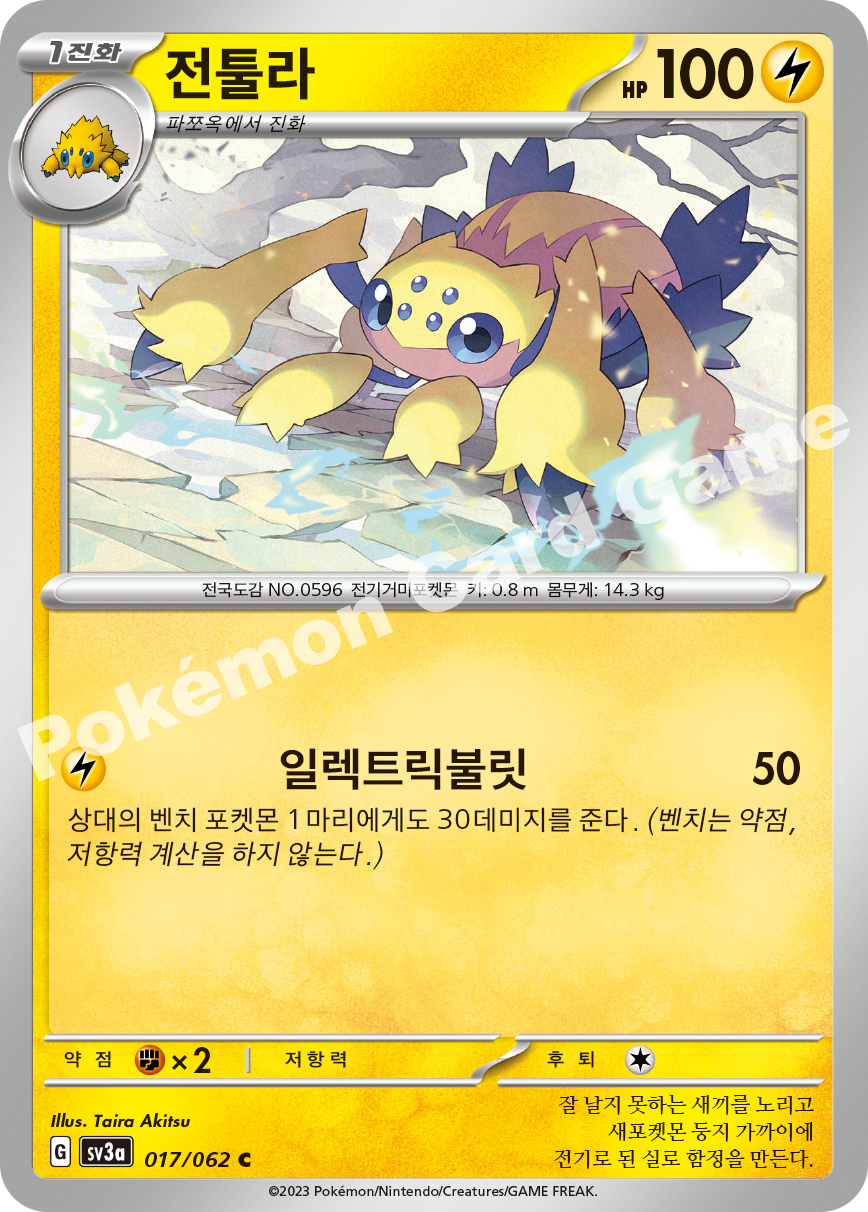 1진화
전툴라
HP 100
파쪼옥에서 진화
전국도감 NO.0596 전기거미포켓몬 키: 0.8 m 몸무게: 14.3 kg
Pokémon Card Game
일렉트릭불릿 50
상대의 벤치 포켓몬 1마리에게도 30데미지를 준다. (벤치는 약점,
저항력 계산을 하지 않는다.)
약점 ×2 저항력 후퇴
Illus. Taira Akitsu
G sv3a 017/062 C
잘 날지 못하는 새끼를 노리고
새포켓몬 둥지 가까이에
전기로 된 실로 함정을 만든다.
©2023 Pokémon/Nintendo/Creatures/GAME FREAK.